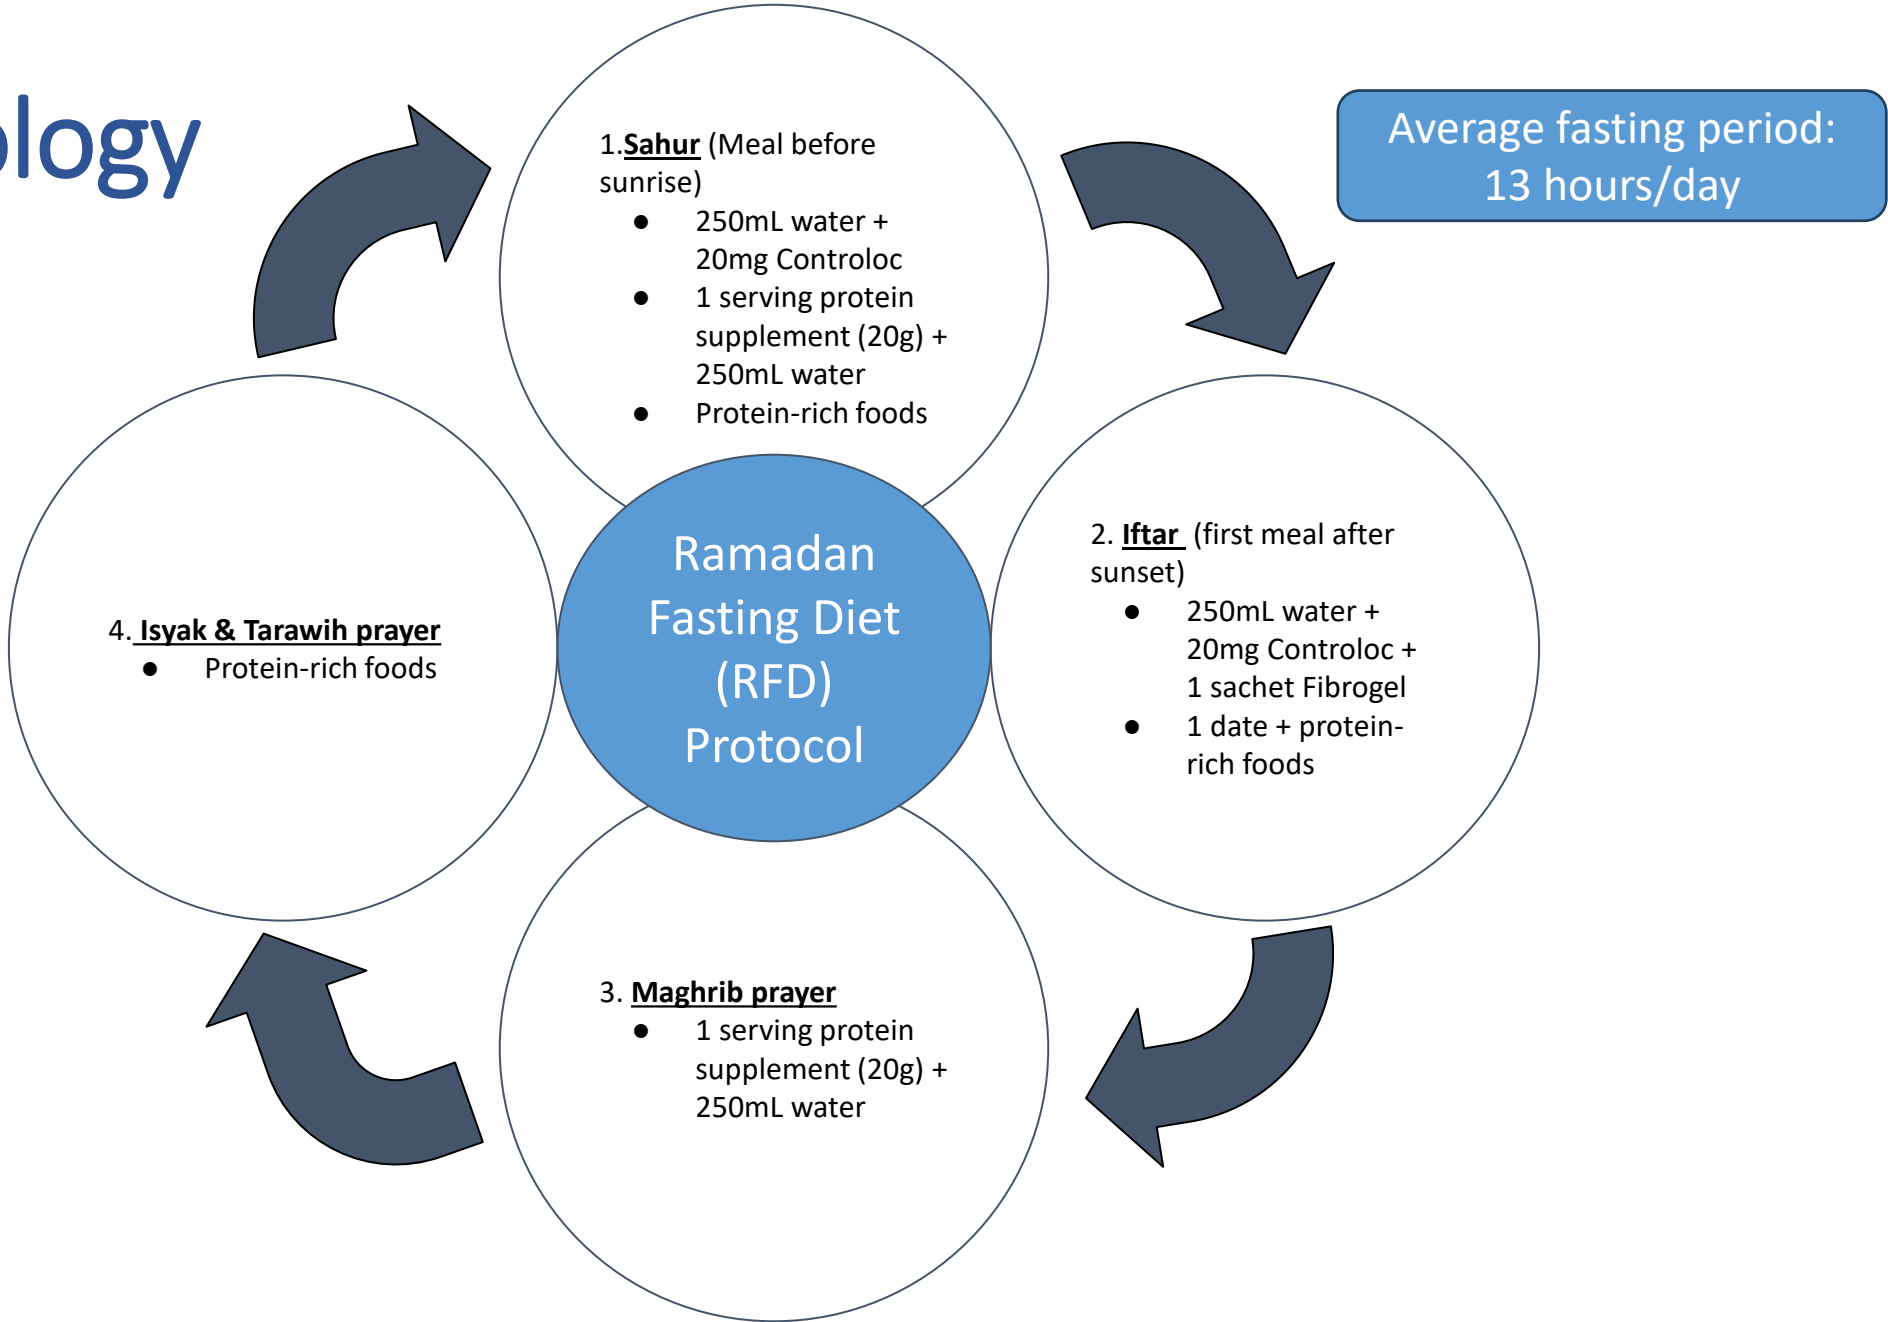 ology
Average fasting period:
13 hours/day
1.Sahur (Meal before
sunrise)
● 250mL water +
20mg Controloc
● 1 serving protein
supplement (20g) +
250mL water
● Protein-rich foods
2. Iftar (first meal after
sunset)
● 250mL water +
20mg Controloc +
1 sachet Fibrogel
● 1 date + protein-
rich foods
3. Maghrib prayer
● 1 serving protein
supplement (20g) +
250mL water
4. Isyak & Tarawih prayer
● Protein-rich foods
Ramadan
Fasting Diet
(RFD)
Protocol